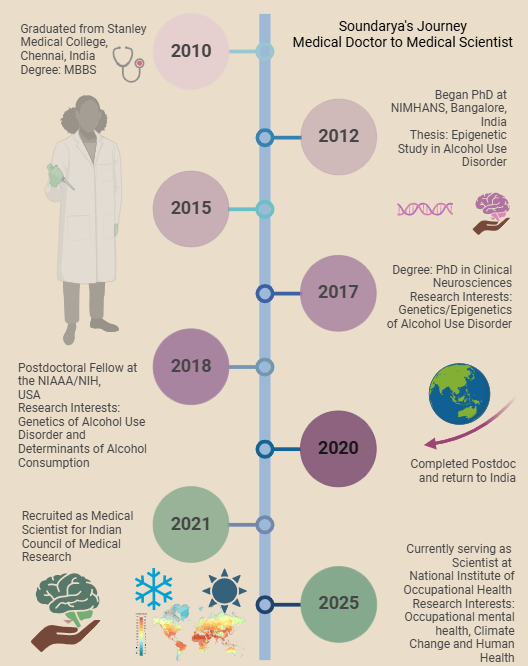 Soundarya's Journey
Medical Doctor to Medical Scientist
Graduated from Stanley
Medical College,
Chennai, India
Degree: MBBS
2010
Began PhD at
NIMHANS, Bangalore,
India
Thesis: Epigenetic
Study in Alcohol Use
Disorder
2012
2015
2017
Degree: PhD in Clinical
Neurosciences
Research Interests:
Genetics/Epigenetics
of Alcohol Use Disorder
2018
Postdoctoral Fellow at
the NIAAA/NIH,
USA
Research Interests:
Genetics of Alcohol Use
Disorder and
Determinants of Alcohol
Consumption
2020
Completed Postdoc
and return to India
2021
Recruited as Medical
Scientist for Indian
Council of Medical
Research
2025
Currently serving as
Scientist at
National Institute of
Occupational Health
Research Interests:
Occupational mental
health, Climate
Change and Human
Health